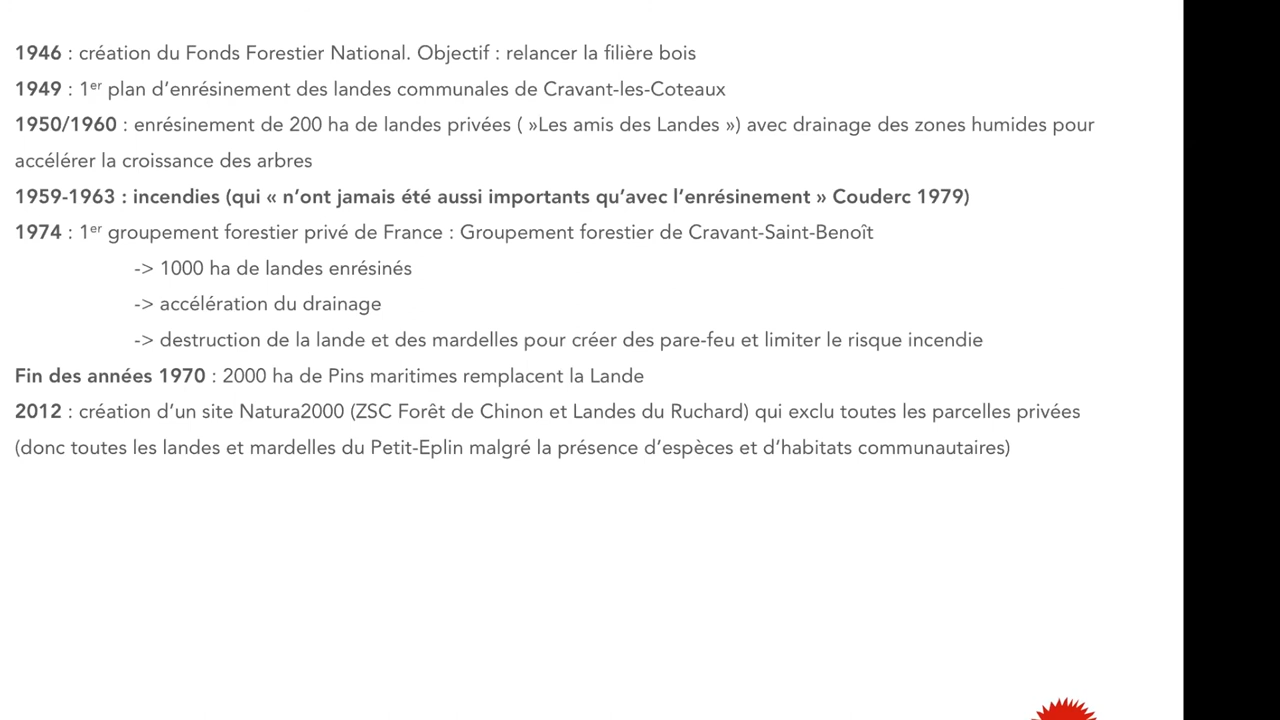 1946 : création du Fonds Forestier National. Objectif : relancer la filière bois
1949 : 1er plan d’enrésinement des landes communales de Cravant-les-Coteaux
1950/1960 : enrésinement de 200 ha de landes privées ( »Les amis des Landes ») avec drainage des zones humides pour
accélérer la croissance des arbres
1959-1963 : incendies (qui « n’ont jamais été aussi importants qu’avec l’enrésinement » Couderc 1979)
1974 : 1er groupement forestier privé de France : Groupement forestier de Cravant-Saint-Benoît
-> 1000 ha de landes enrésinés
-> accélération du drainage
-> destruction de la lande et des mardelles pour créer des pare-feu et limiter le risque incendie
Fin des années 1970 : 2000 ha de Pins maritimes remplacent la Lande
2012 : création d’un site Natura2000 (ZSC Forêt de Chinon et Landes du Ruchard) qui exclu toutes les parcelles privées
(donc toutes les landes et mardelles du Petit-Eplin malgré la présence d’espèces et d’habitats communautaires)